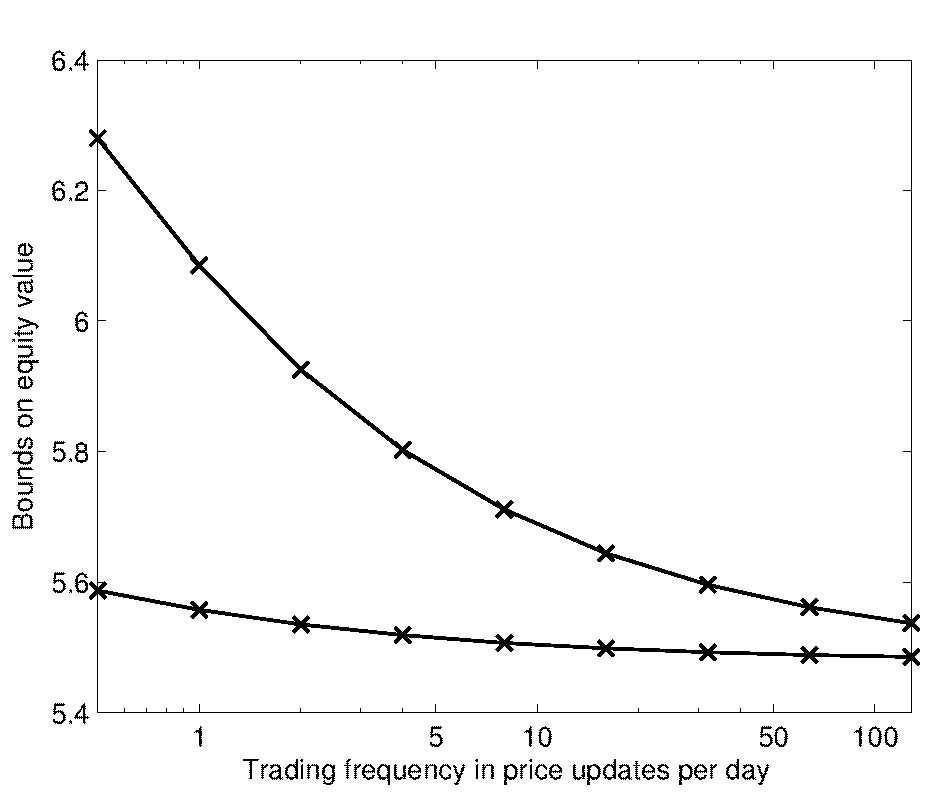 6.4
6.2
6
5.8
5.6
5.4
Bounds on equity value
1 5 10 50 100
Trading frequency in price updates per day